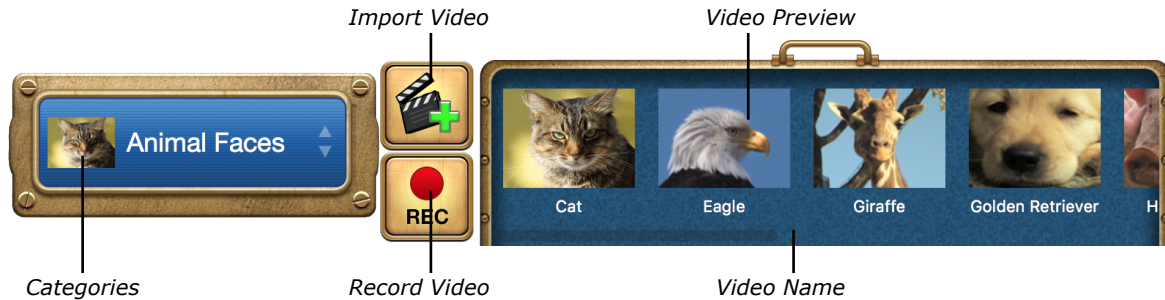 Import Video
Video Preview
Animal Faces
REC
Cat
Eagle
Giraffe
Golden Retriever
H
Categories
Record Video
Video Name